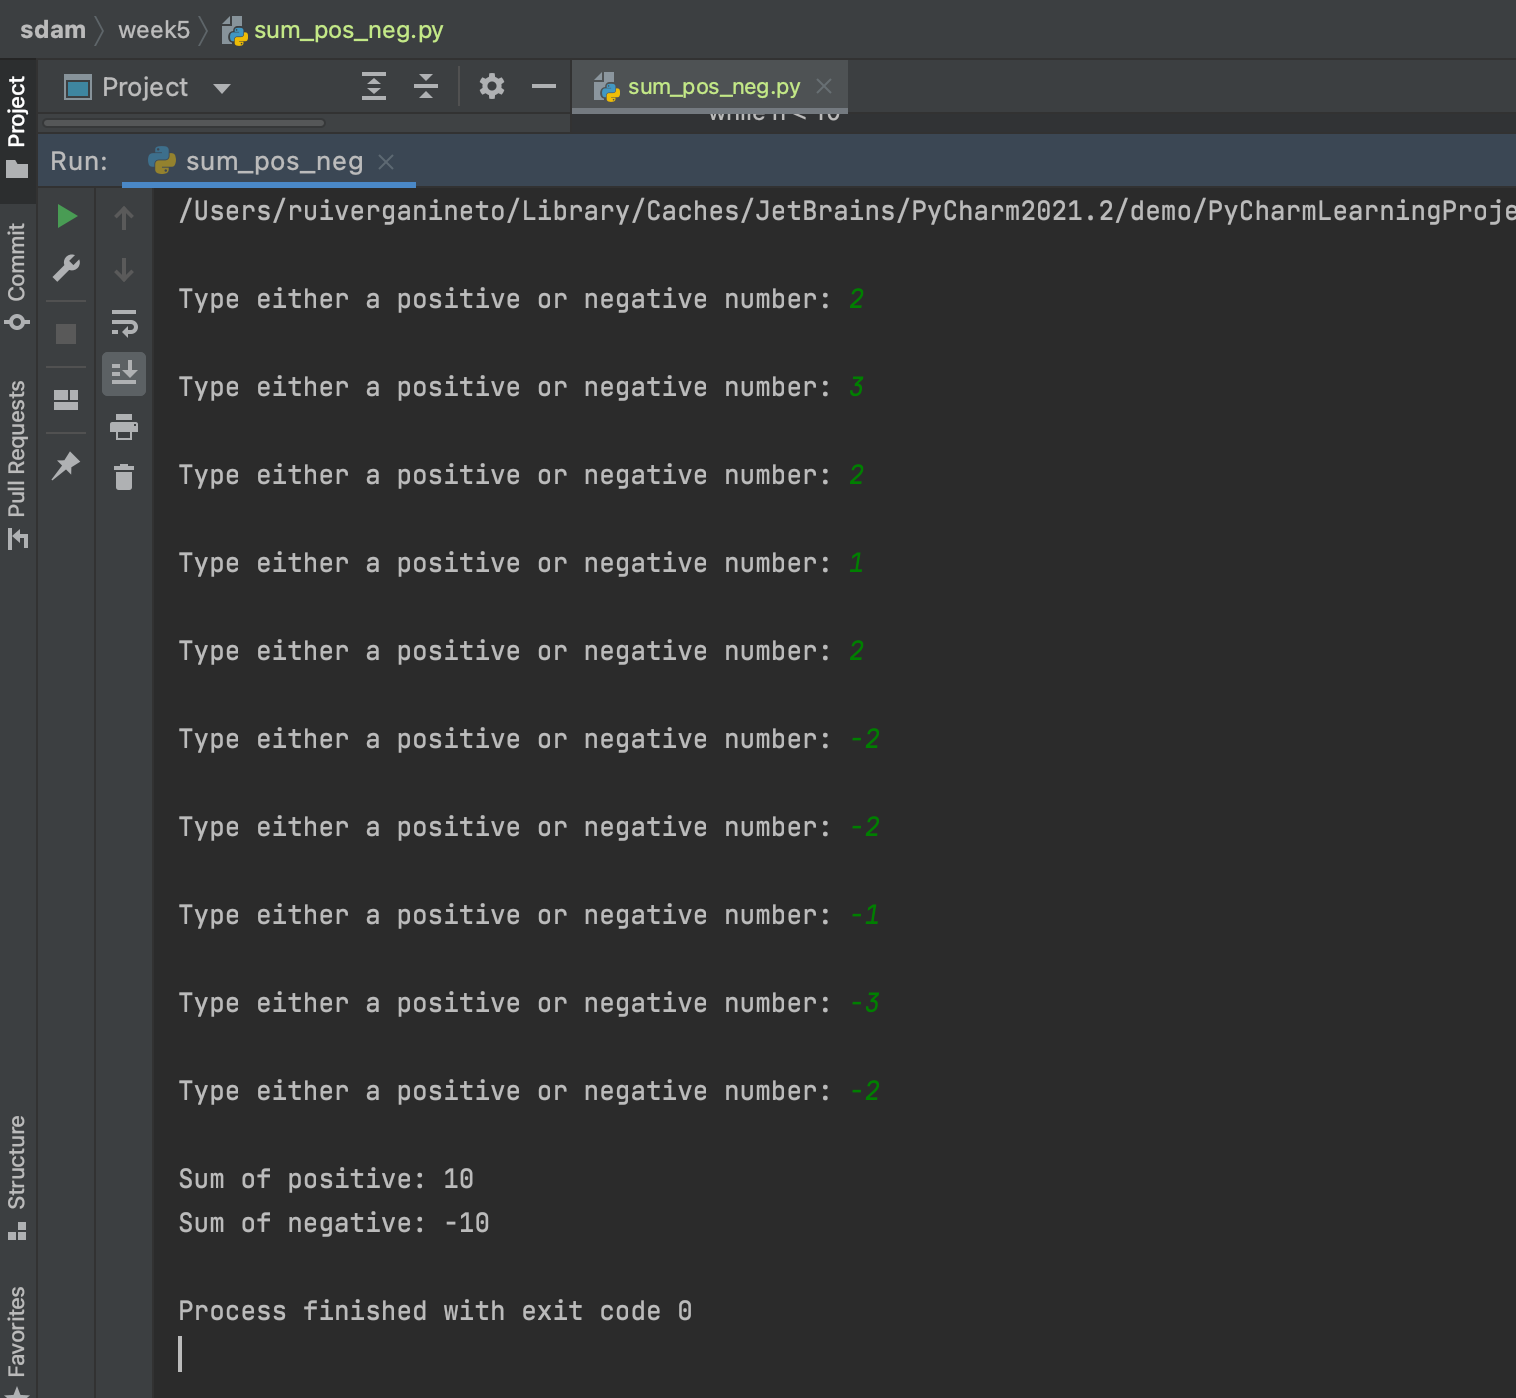 sdam week5 sum_pos_neg.py
Project
sum_pos_neg.py
while n < 10
Run: sum_pos_neg
/Users/ruiverganineto/Library/Caches/JetBrains/PyCharm2021.2/demo/PyCharmLearningProje
Type either a positive or negative number: 2
Type either a positive or negative number: 3
Type either a positive or negative number: 2
Type either a positive or negative number: 1
Type either a positive or negative number: 2
Type either a positive or negative number: -2
Type either a positive or negative number: -2
Type either a positive or negative number: -1
Type either a positive or negative number: -3
Type either a positive or negative number: -2
Sum of positive: 10
Sum of negative: -10
Process finished with exit code 0
Project
Commit
Pull Requests
Structure
Favorites